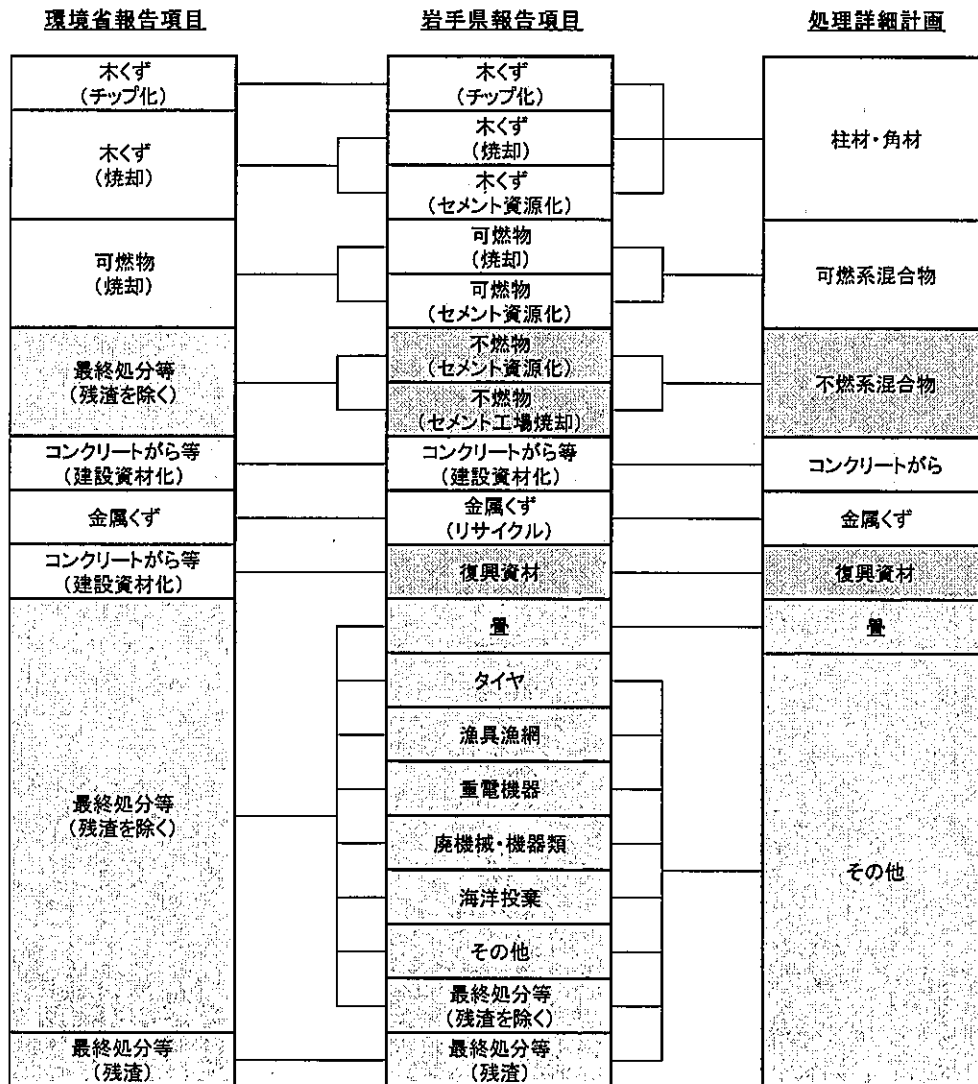 環境省報告項目
岩手県報告項目
処理詳細計画
木くず
(チップ化)
木くず
(焼却)
可燃物
(焼却)
最終処分等
(残渣を除く)
コンクリートがら等
(建設資材化)
金属くず
コンクリートがら等
(建設資材化)
最終処分等
(残渣を除く)
最終処分等
(残渣)
木くず
(チップ化)
木くず
(焼却)
木くず
(セメント資源化)
可燃物
(焼却)
可燃物
(セメント資源化)
不燃物
(セメント資源化)
不燃物
(セメント工場焼却)
コンクリートがら等
(建設資材化)
金属くず
(リサイクル)
復興資材
畳
タイヤ
漁具漁網
重電機器
廃機械・機器類
海洋投棄
その他
最終処分等
(残渣を除く)
最終処分等
(残渣)
柱材・角材
可燃系混合物
不燃系混合物
コンクリートがら
金属くず
復興資材
畳
その他